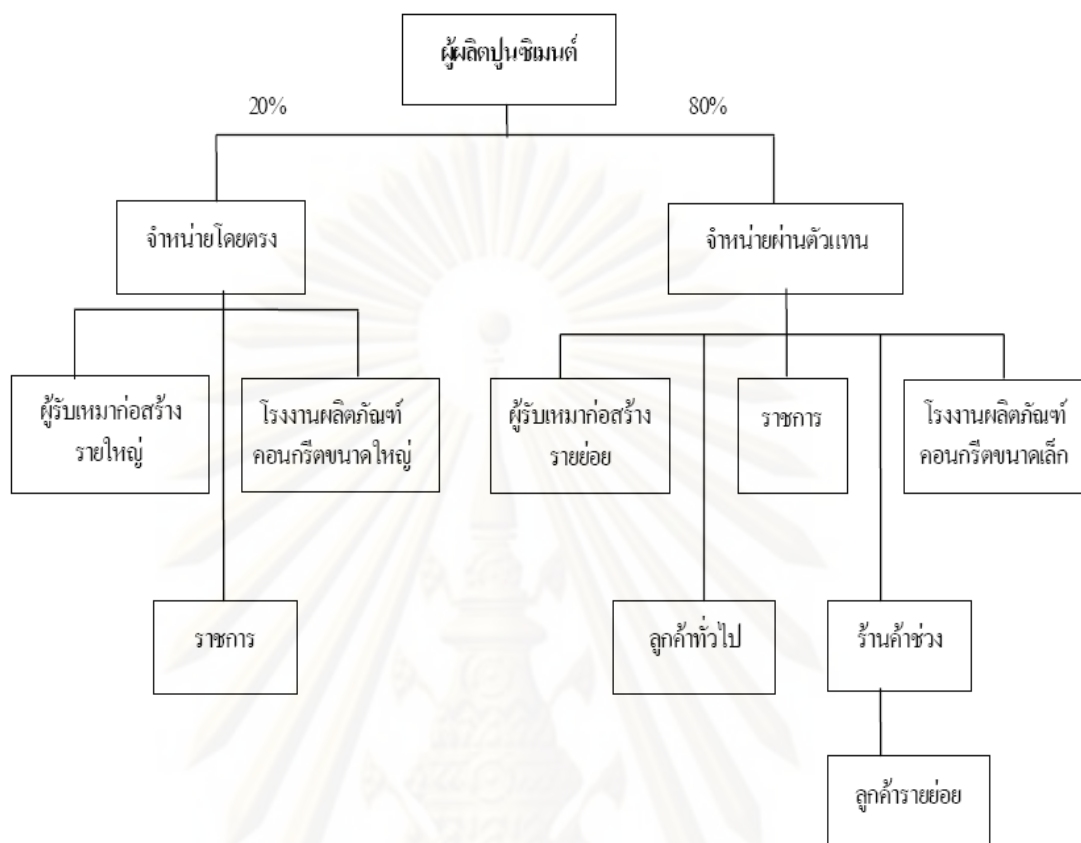 ผู้ผลิตปูนซิเมนต์
20%
80%
จำหน่ายโดยตรง
จำหน่ายผ่านตัวแทน
ผู้รับเหมาก่อสร้าง
รายใหญ่
โรงงานผลิตภัณฑ์
คอนกรีตขนาดใหญ่
ผู้รับเหมาก่อสร้าง
รายย่อย
ราชการ
โรงงานผลิตภัณฑ์
คอนกรีตขนาดเล็ก
ราชการ
ลูกค้าทั่วไป
ร้านค้าช่วง
ลูกค้ารายย่อย